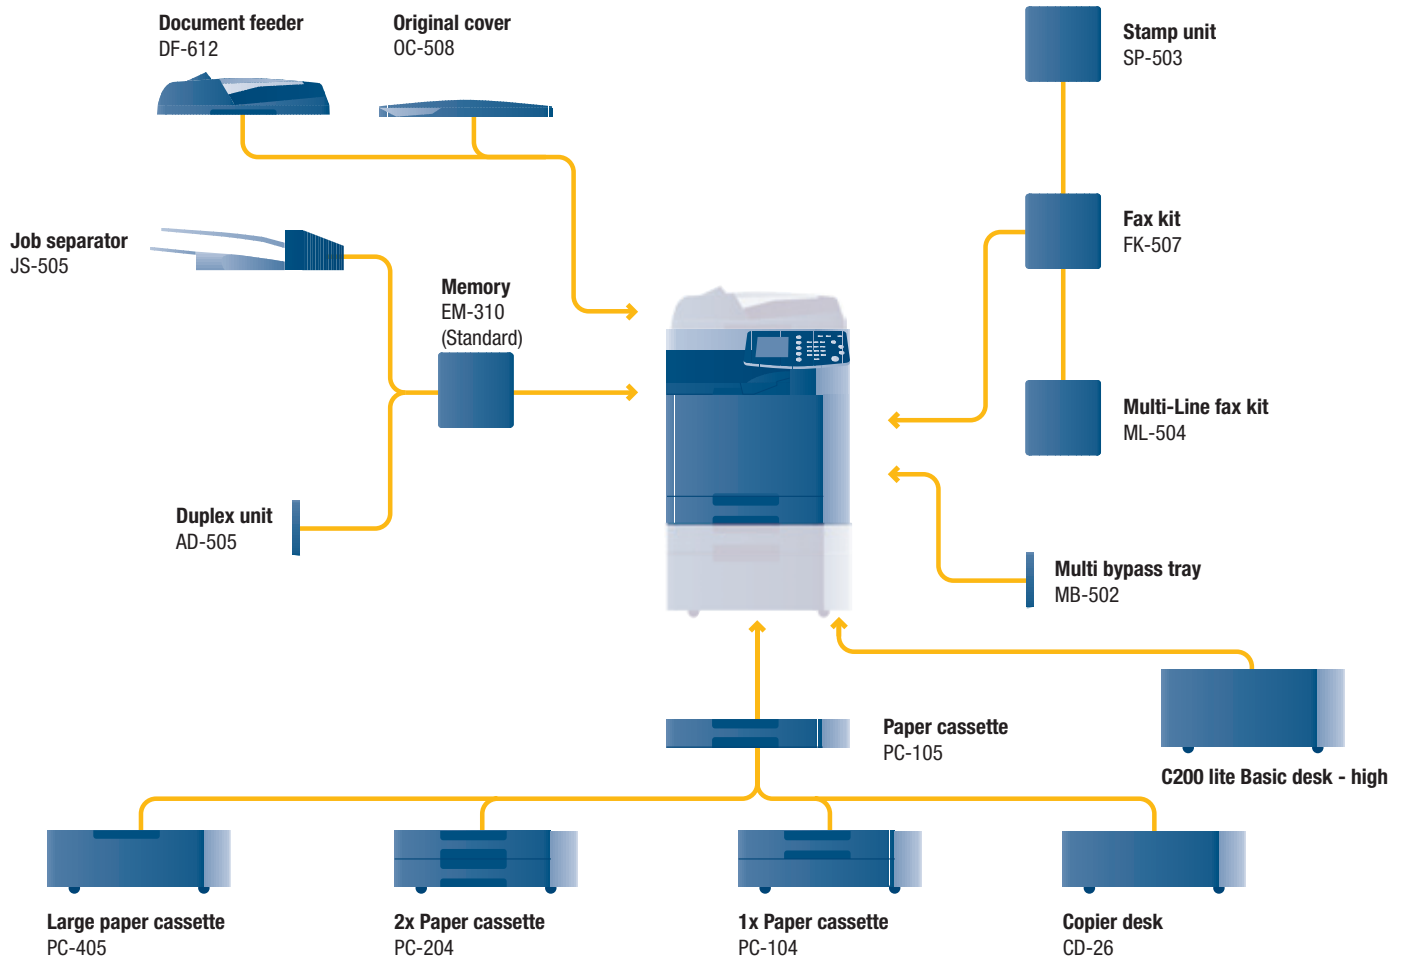 Document feeder
DF-612
Original cover
OC-508
Stamp unit
SP-503
Job separator
JS-505
Fax kit
FK-507
Memory
EM-310
(Standard)
Multi-Line fax kit
ML-504
Duplex unit
AD-505
Multi bypass tray
MB-502
Paper cassette
PC-105
C200 lite Basic desk - high
Large paper cassette
PC-405
2x Paper cassette
PC-204
1x Paper cassette
PC-104
Copier desk
CD-26